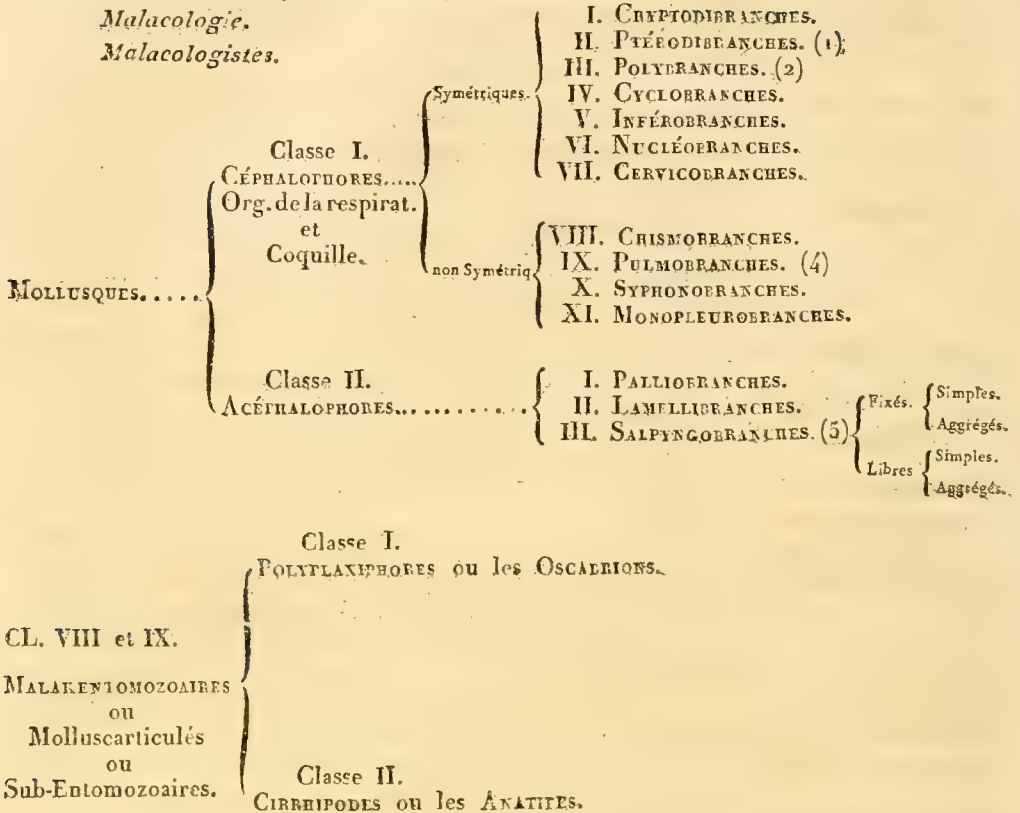 Malacologie.
Malacologistes.
MOLLUSQUES.....
Classe I.
CÉPHALOPHORES.....
Org. de la respirat.
et
Coquille.
Symétriques.
I. CRYPTODIBRANCHES.
II. PTÉRODIBRANCHES. (1);
III. POLYBRANCHES. (2)
IV. CYCLOBRANCHES.
V. INFÉROBRANCHES.
VI. NUCLÉOBRANCHES.
VII. CERVICOBRANCHES.
non Symétriq
VIII. CHISMOBRANCHES.
IX. PULMOBRANCHES. (4)
X. SYPHONOBRANCHES.
XI. MONOPLEUROBRANCHES.
Classe II.
ACÉPHALOPHORES...........
I. PALLIOBRANCHES.
II. LAMELLIBRANCHES.
III. SALPYNGOBRANCHES. (5)
Fixés.
Simples.
Aggrégés.
Libres
Simples.
Aggrégés.
CL. VIII et IX.
MALAKENTOMOZOAIRES
ou
Molluscarticulés
ou
Sub-Entomozoaires.
Classe I.
POLYPLAXIPHORES ou les OSCABRIONS.
Classe II.
CIRRHIPODES ou les ANATIFES.